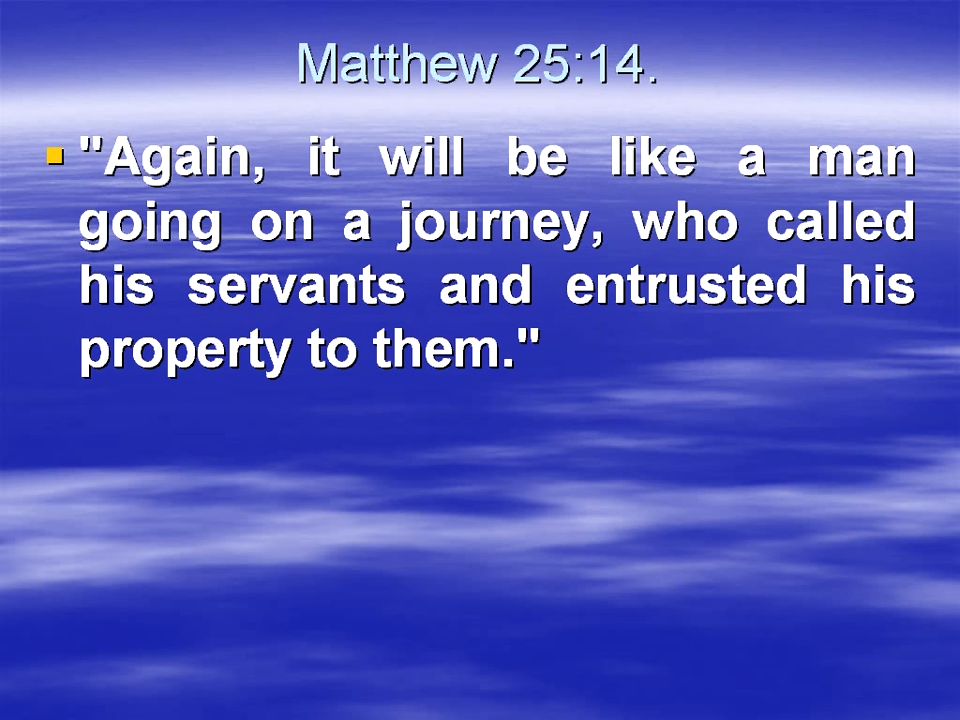 Matthew 25:14.
▪ "Again, it will be like a man
going on a journey, who called
his servants and entrusted his
property to them."